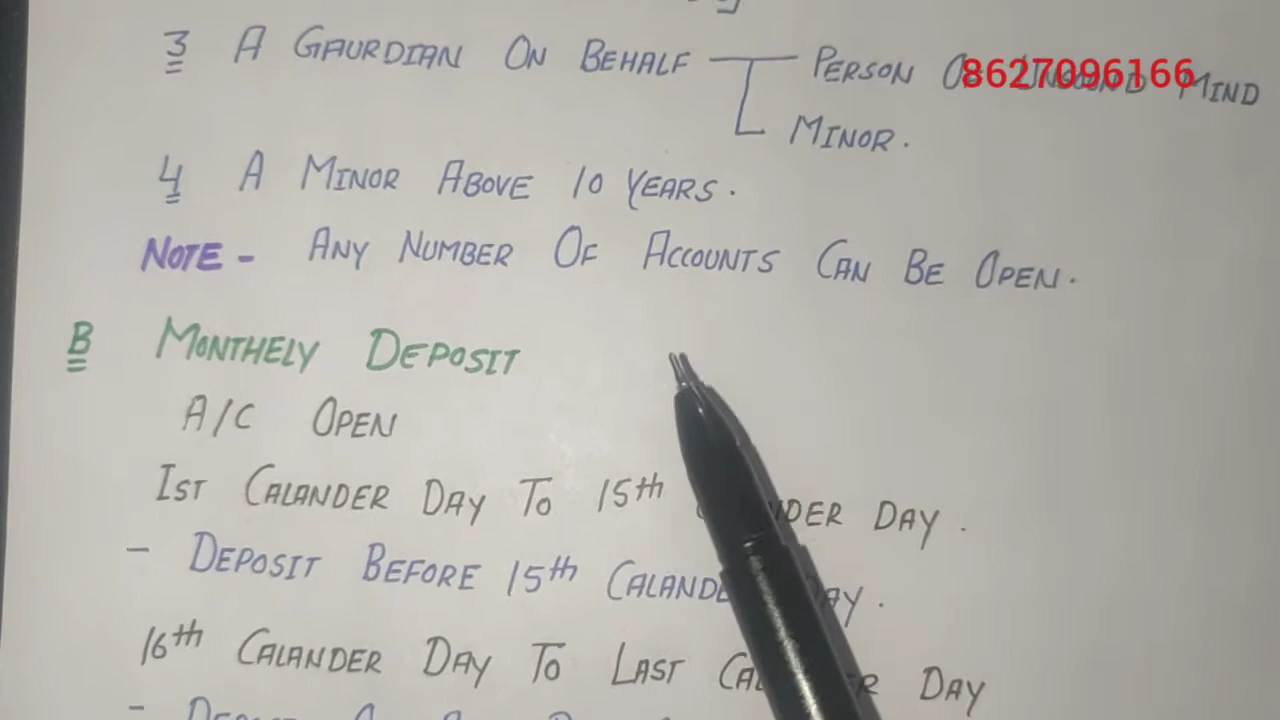 3 A GAURDIAN ON BEHALF PERSON MIND
8627096166
MINOR.
4 A MINOR ABOVE 10 YEARS.
NOTE - ANY NUMBER OF ACCOUNTS CAN BE OPEN.
B MONTHELY DEPOSIT
A/C OPEN
IST CALANDER DAY TO 15th DAY.
- DEPOSIT BEFORE 15th
16th CALANDER DAY TO LAST DAY